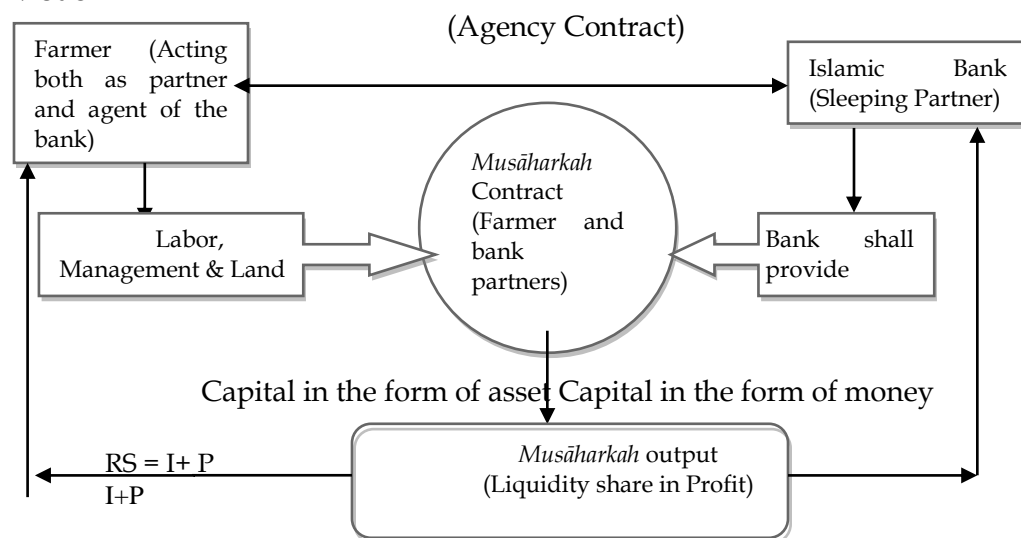 (Agency Contract)
Farmer (Acting
both as partner
and agent of the
bank)
Islamic Bank
(Sleeping Partner)
Musāharkah
Contract
(Farmer and
bank
partners)
Labor,
Management & Land
Bank shall
provide
Capital in the form of asset Capital in the form of money
Musāharkah output
(Liquidity share in Profit)
RS = I+ P
I+P